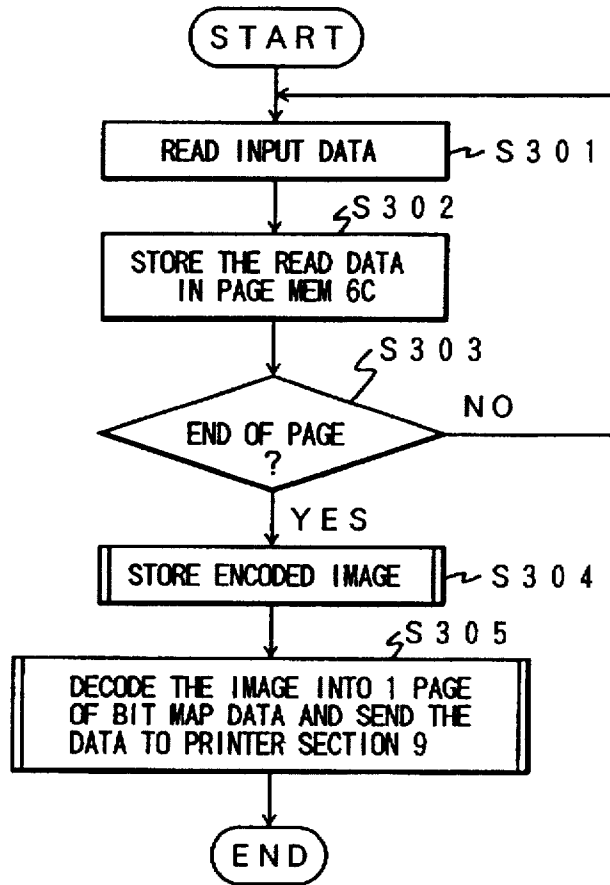 START
READ INPUT DATA
S301
S302
STORE THE READ DATA
IN PAGE MEM 6C
S303
END OF PAGE
?
NO
YES
STORE ENCODED IMAGE
S304
S305
DECODE THE IMAGE INTO 1 PAGE
OF BIT MAP DATA AND SEND THE
DATA TO PRINTER SECTION 9
END